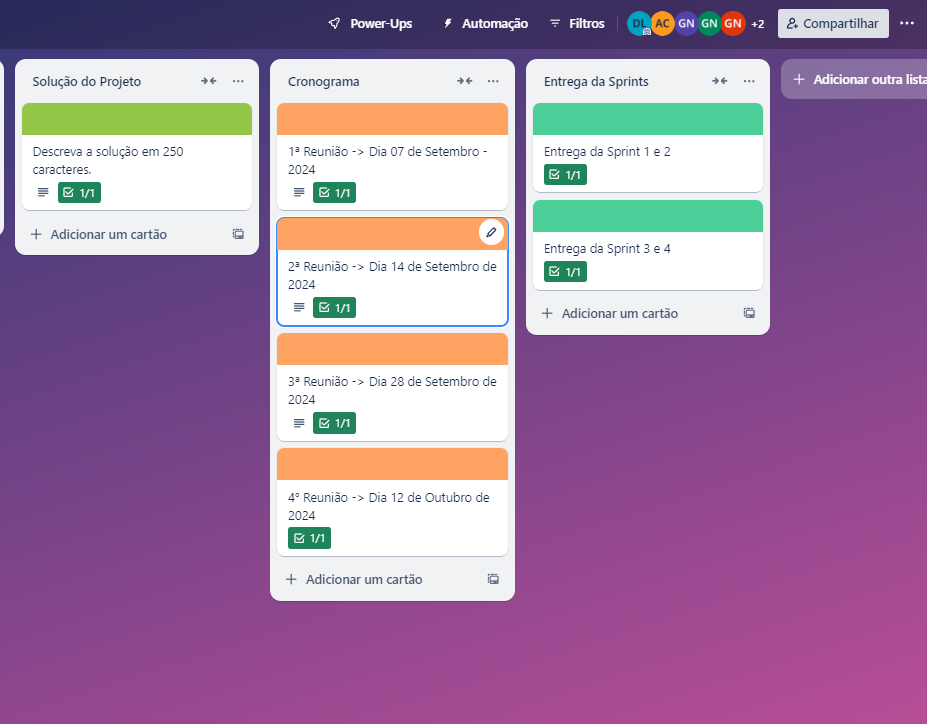 Power-Ups
Automação
Filtros
DL
AC
GN
GN
GN
+2
Compartilhar
Solução do Projeto
Descreva a solução em 250
caracteres.
1/1
Adicionar um cartão
Cronograma
1ª Reunião -> Dia 07 de Setembro -
2024
1/1
2ª Reunião -> Dia 14 de Setembro de
2024
1/1
3ª Reunião -> Dia 28 de Setembro de
2024
1/1
4° Reunião -> Dia 12 de Outubro de
2024
1/1
Adicionar um cartão
Entrega da Sprints
Entrega da Sprint 1 e 2
1/1
Entrega da Sprint 3 e 4
1/1
Adicionar um cartão
Adicionar outra lista